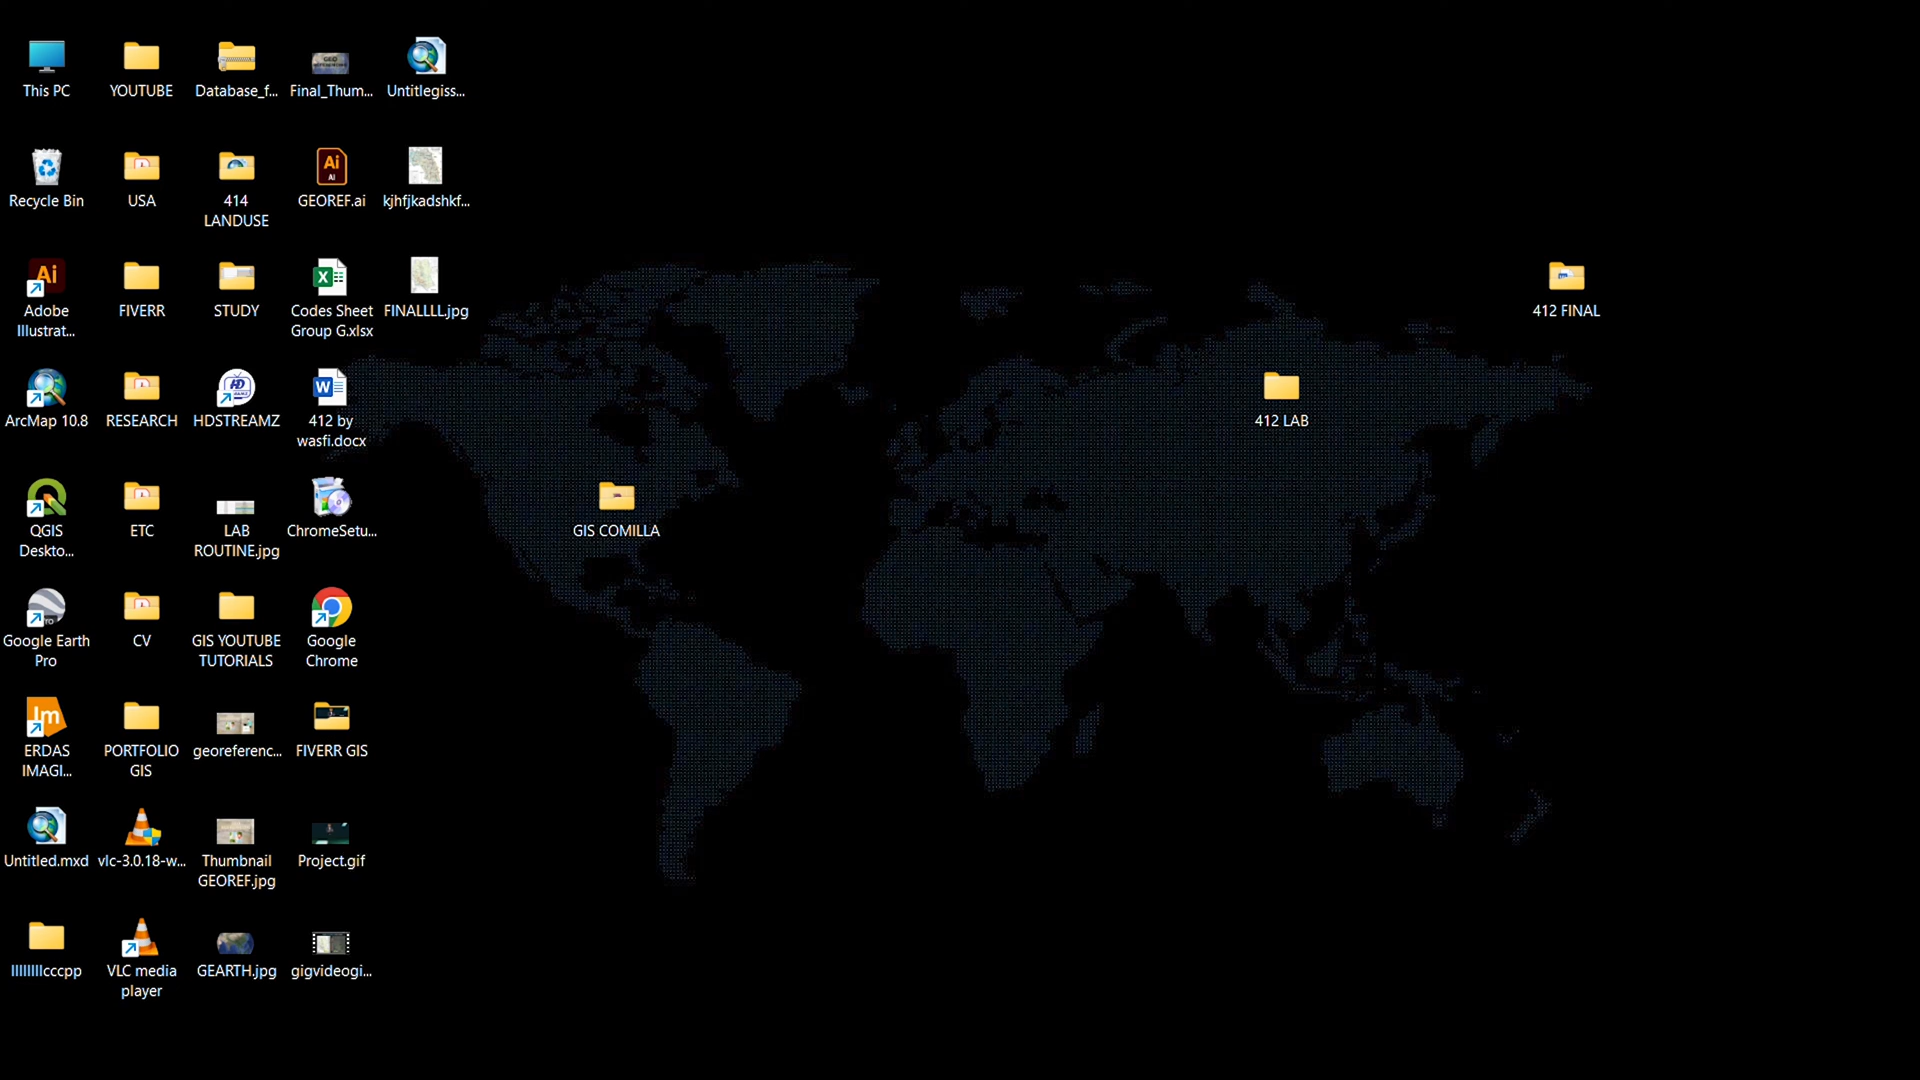 This PC
YOUTUBE
Database_f...
Final_Thum...
Untitlegiss...
Recycle Bin
USA
414
LANDUSE
GEOREF.ai
kjhfjkadshkf...
Adobe
Illustrat...
FIVERR
STUDY
Codes Sheet
Group G.xlsx
FINALLLL.jpg
412 FINAL
ArcMap 10.8
RESEARCH
HDSTREAMZ
412 by
wasfi.docx
412 LAB
QGIS
Deskto...
ETC
LAB
ROUTINE.jpg
ChromeSetu...
GIS COMILLA
Google Earth
Pro
CV
GIS YOUTUBE
TUTORIALS
Google
Chrome
ERDAS
IMAGI...
PORTFOLIO
GIS
georeferenc...
FIVERR GIS
Untitled.mxd
vlc-3.0.18-w...
Thumbnail
GEOREF.jpg
Project.gif
VLC media
player
GEARTH.jpg
gigvideogi...